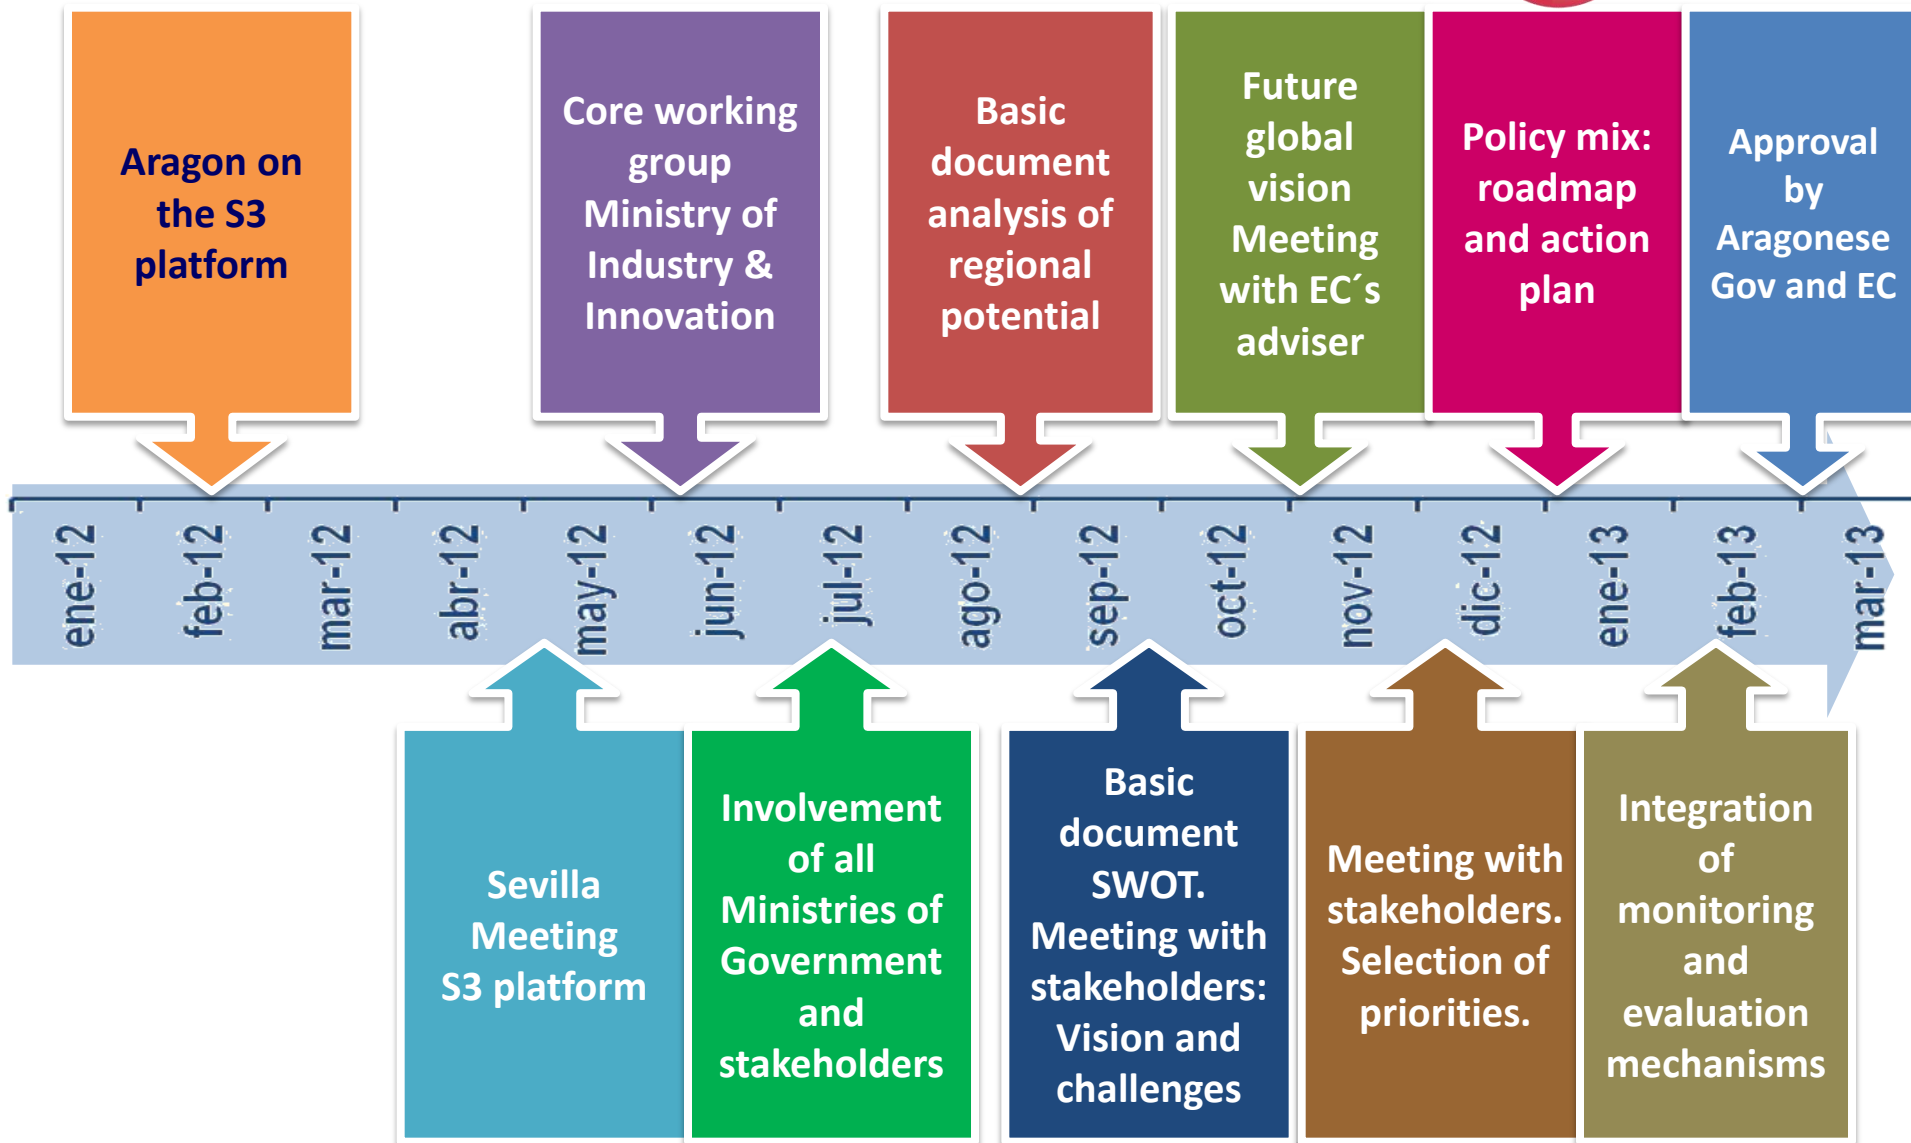 Aragon on
the S3
platform
Core working
group
Ministry of
Industry &
Innovation
Basic
document
analysis of
regional
potential
Future
global
vision
Meeting
with EC´s
adviser
Policy mix:
roadmap
and action
plan
Approval
by
Aragonese
Gov and EC
ene-12
feb-12
mar-12
abr-12
may-12
jun-12
jul-12
ago-12
sep-12
oct-12
nov-12
dic-12
ene-13
feb-13
mar-13
Sevilla
Meeting
S3 platform
Involvement
of all
Ministries of
Government
and
stakeholders
Basic
document
SWOT.
Meeting with
stakeholders:
Vision and
challenges
Meeting with
stakeholders.
Selection of
priorities.
Integration
of
monitoring
and
evaluation
mechanisms